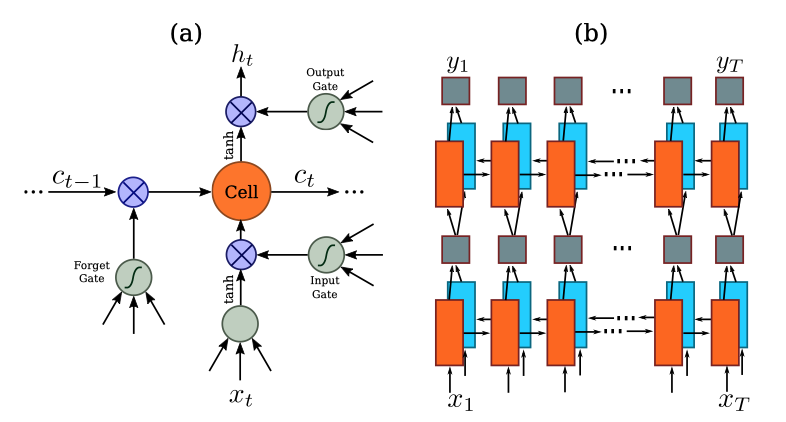 (a)
h_t
Output
Gate
tanh
... c_{t−1}
Cell
c_t ...
Forget
Gate
tanh
Input
Gate
x_t
(b)
y_1
y_T
...
...
...
...
...
...
x_1
x_T